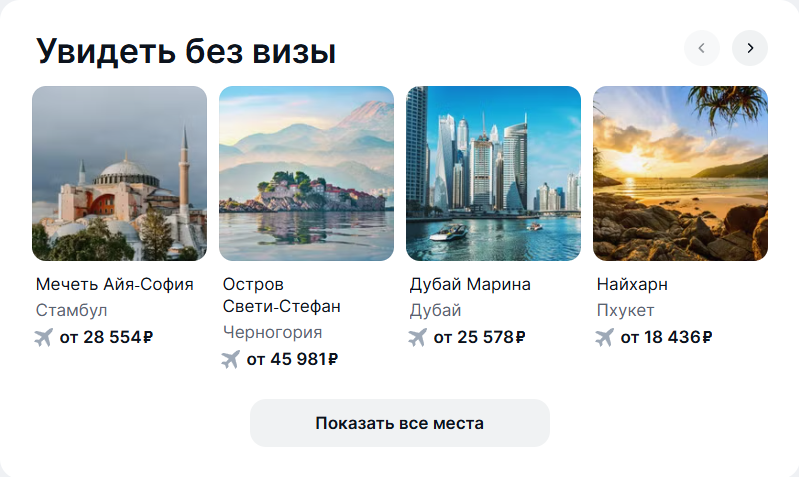 Увидеть без визы
Мечеть Айя-София
Стамбул
от 28 554 ₽
Остров
Свети-Стефан
Черногория
от 45 981 ₽
Дубай Марина
Дубай
от 25 578 ₽
Найхарн
Пхукет
от 18 436 ₽
Показать все места